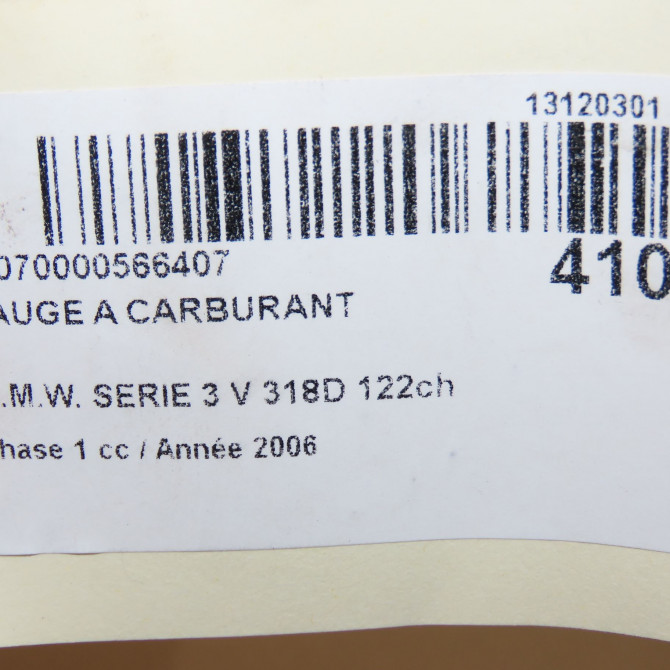 13120301
070000566407
410
AUGE A CARBURANT
.M.W. SERIE 3 V 318D 122ch
hase 1 cc / Année 2006